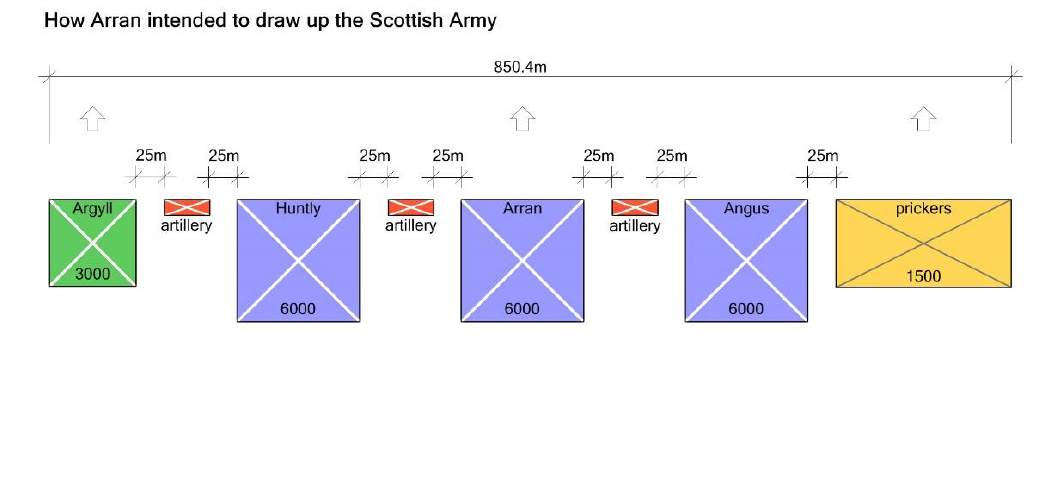 How Arran intended to draw up the Scottish Army
850.4m
25m 25m 25m 25m 25m 25m 25m
Argyll Huntly Arran Angus prickers
artillery artillery artillery
3000 1500
6000 6000 6000